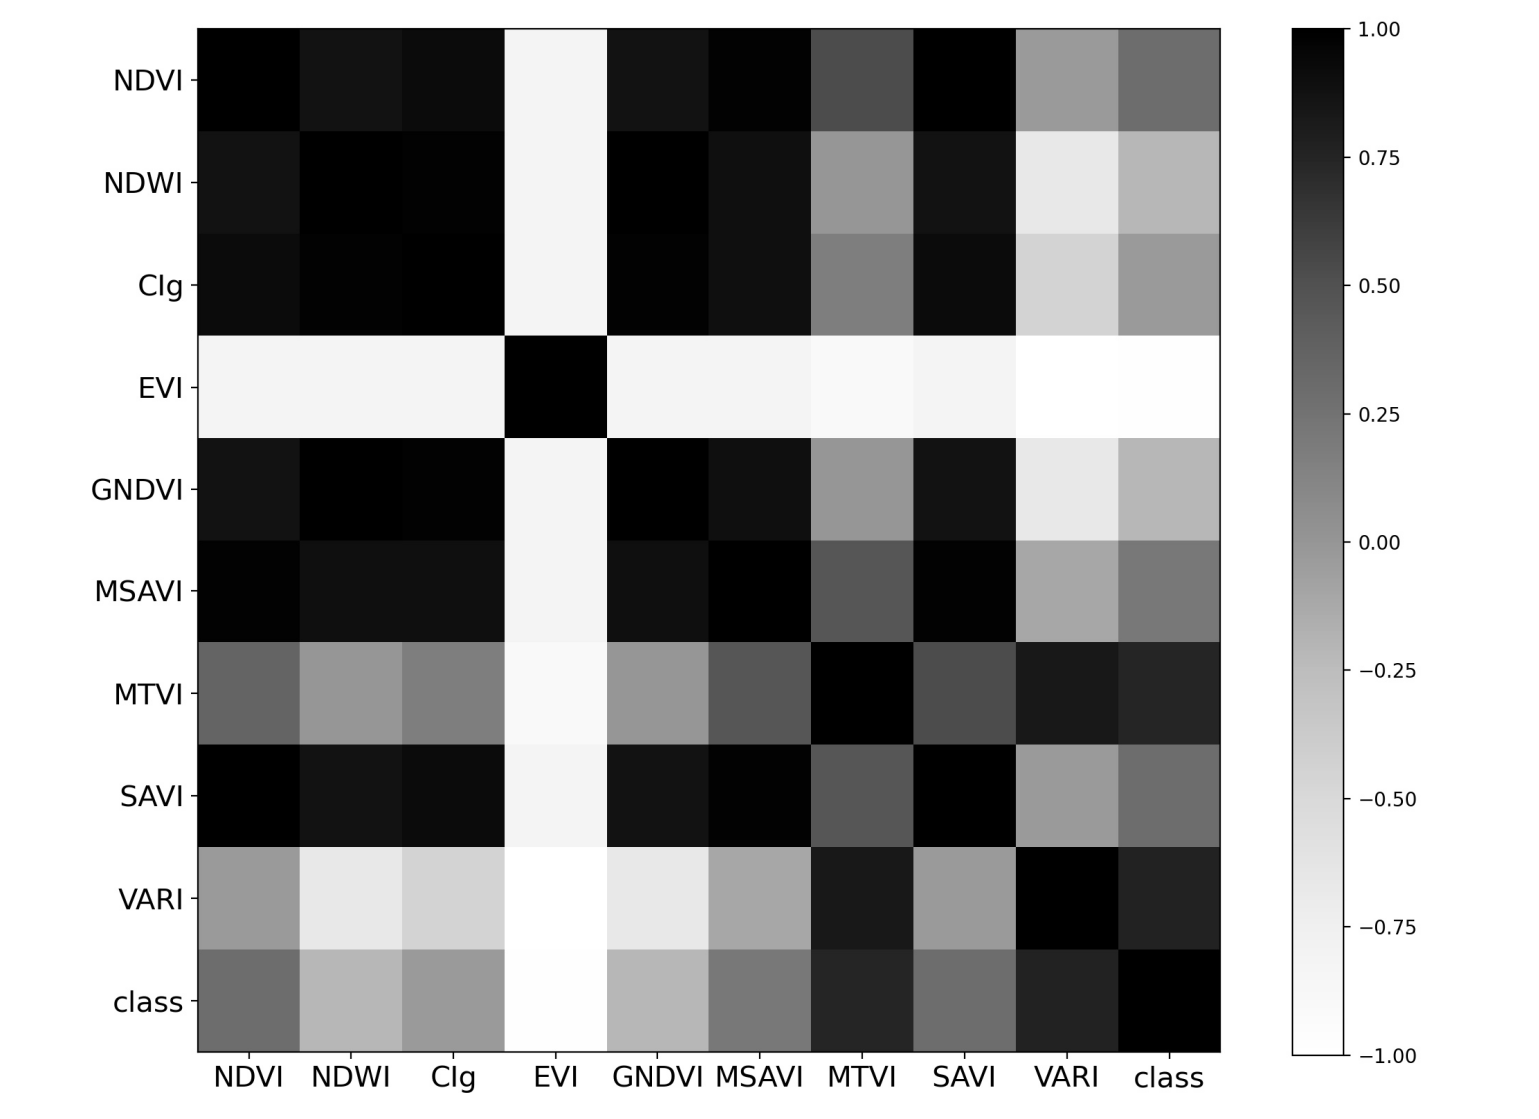 NDVI
NDWI
CIg
EVI
GNDVI
MSAVI
MTVI
SAVI
VARI
class
NDVI NDWI CIg EVI GNDVI MSAVI MTVI SAVI VARI class
1.00
0.75
0.50
0.25
0.00
−0.25
−0.50
−0.75
−1.00